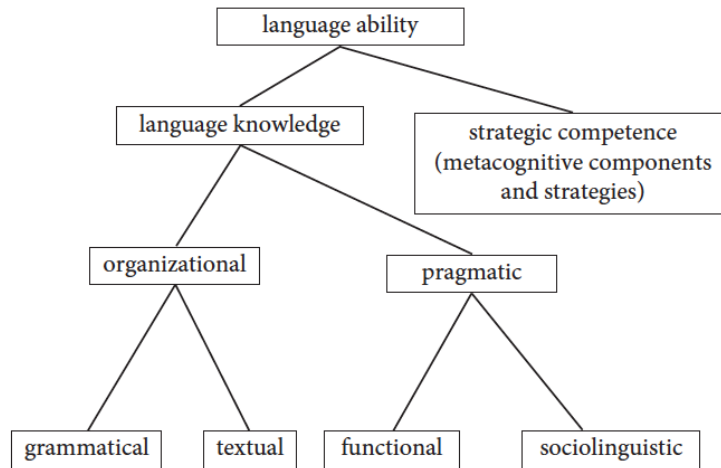 language ability
language knowledge
strategic competence
(metacognitive components
and strategies)
organizational
pragmatic
grammatical
textual
functional
sociolinguistic